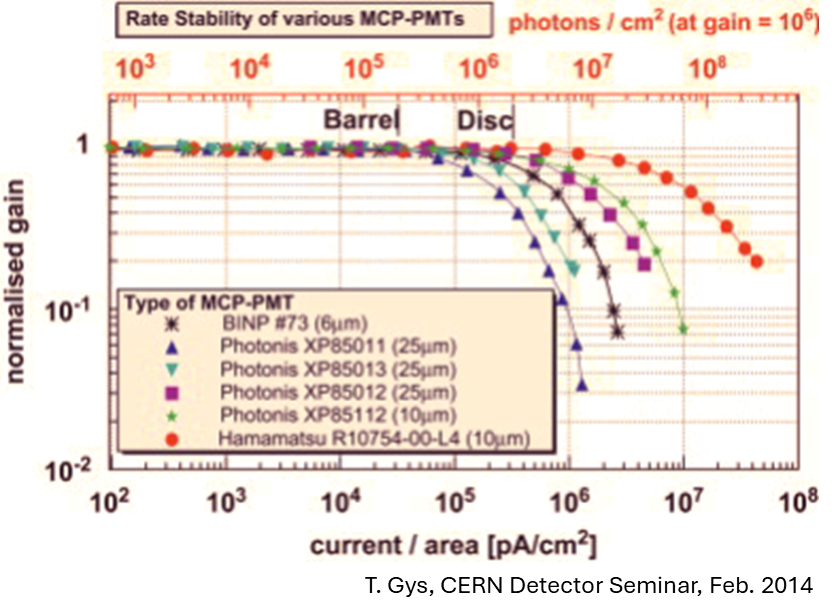 Rate Stability of various MCP-PMTs
photons / cm² (at gain = 10⁶)
10³ 10⁴ 10⁵ 10⁶ 10⁷ 10⁸
Barrel Disc
1
normalised gain
10⁻¹
10⁻²
Type of MCP-PMT
BINP #73 (6μm)
Photonis XP85011 (25μm)
Photonis XP85013 (25μm)
Photonis XP85012 (25μm)
Photonis XP85112 (10μm)
Hamamatsu R10754-00-L4 (10μm)
10² 10³ 10⁴ 10⁵ 10⁶ 10⁷ 10⁸
current / area [pA/cm²]
T. Gys, CERN Detector Seminar, Feb. 2014